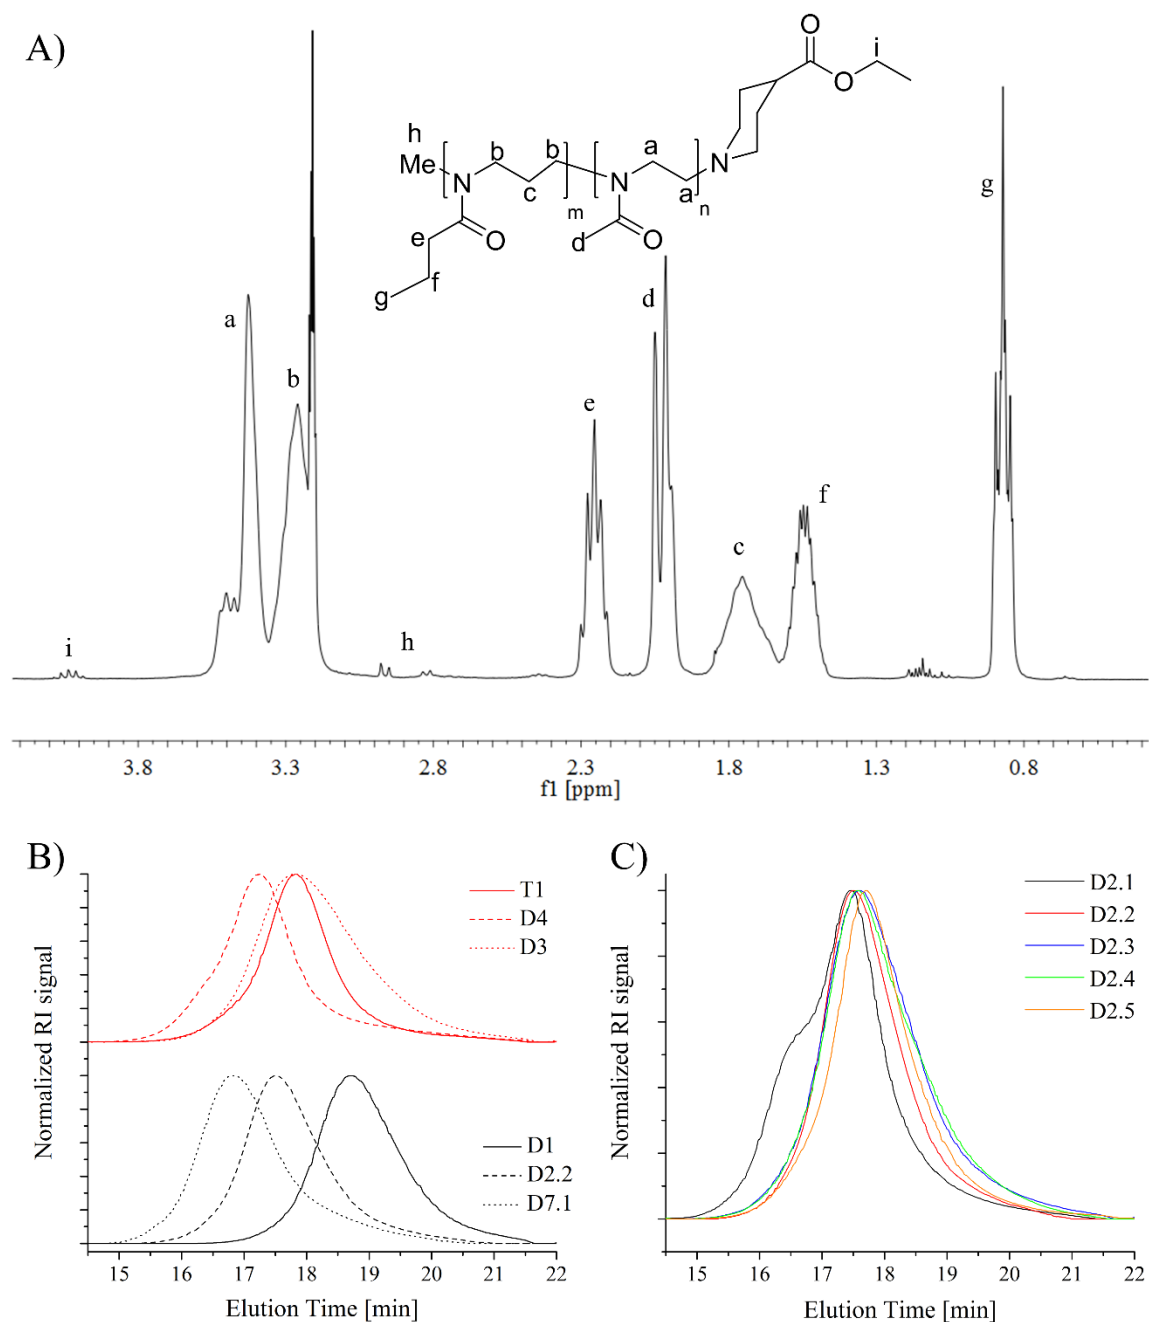 A)
O
i
O
h
b
b
a
Me
N
c
N
a
N
m
n
O
e
d
O
f
g
g
a
b
d
e
f
c
i
h
3.8 3.3 2.8 2.3 1.8 1.3 0.8
f1 [ppm]
B)
T1
D4
D3
D1
D2.2
D7.1
Normalized RI signal
15 16 17 18 19 20 21 22
Elution Time [min]
C)
D2.1
D2.2
D2.3
D2.4
D2.5
Normalized RI signal
15 16 17 18 19 20 21 22
Elution Time [min]